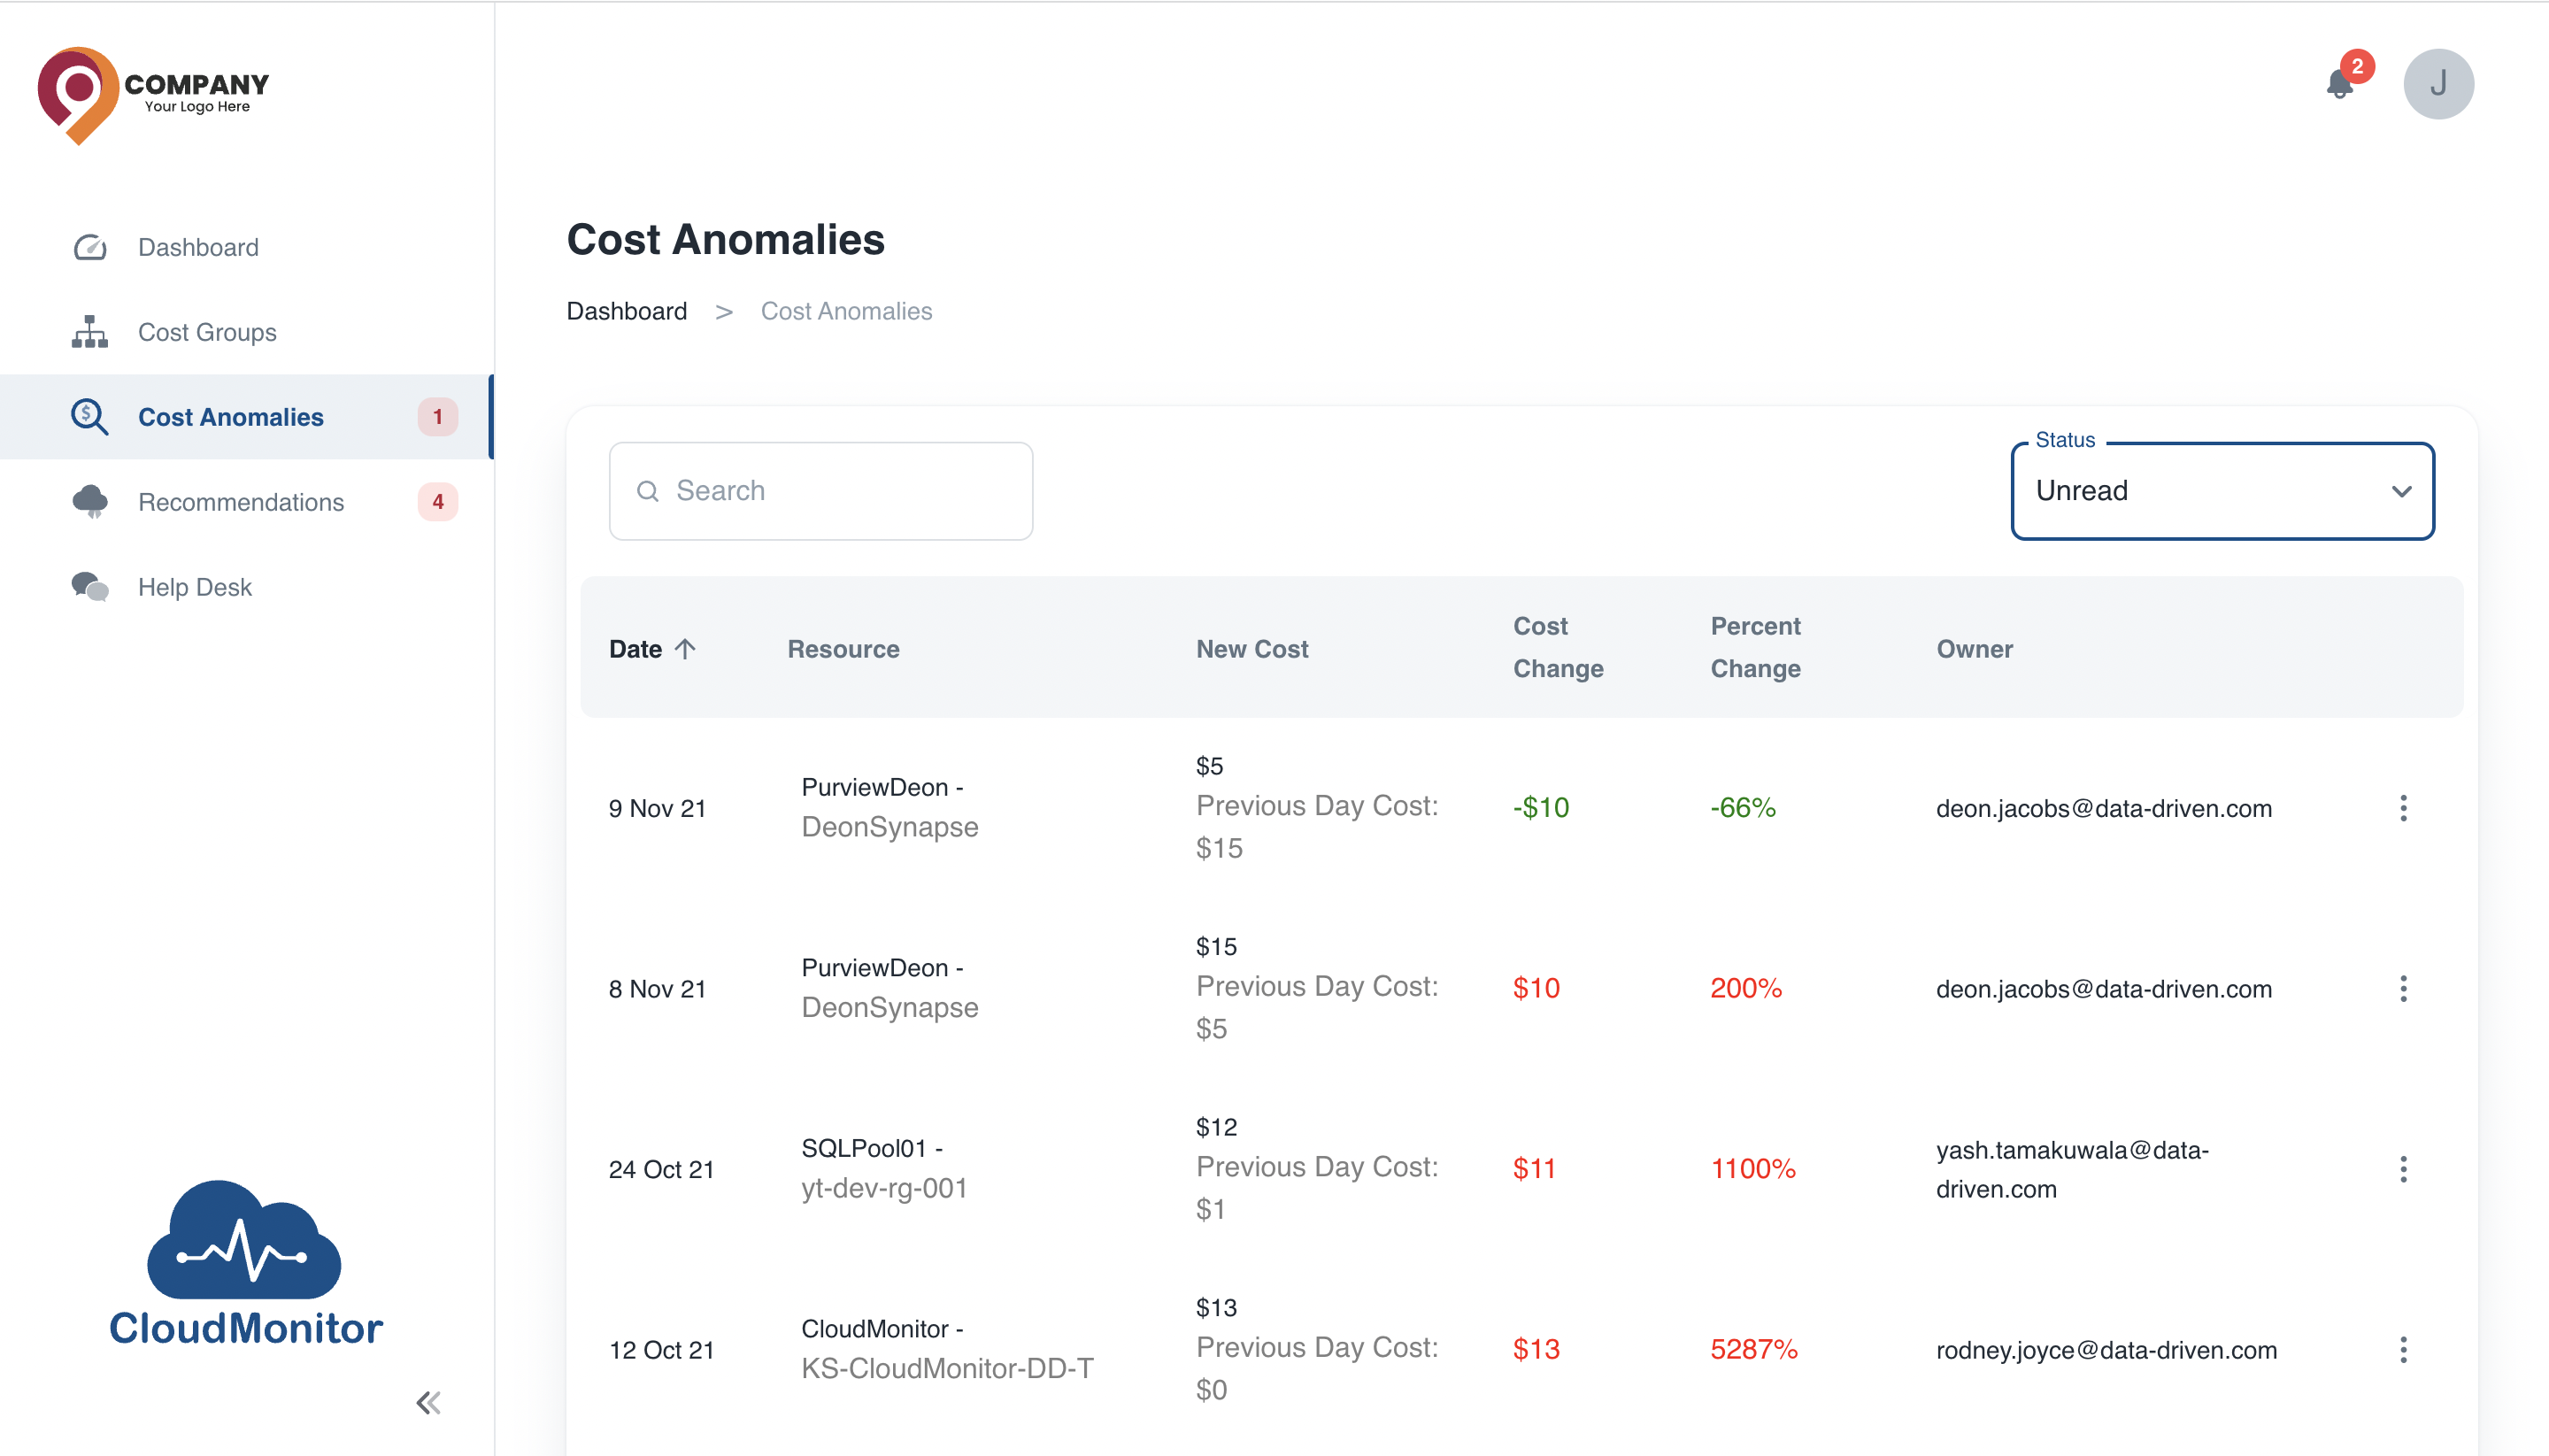 COMPANY
Your Logo Here
2
J
Dashboard
Cost Groups
Cost Anomalies 1
Recommendations 4
Help Desk
CloudMonitor
Cost Anomalies
Dashboard > Cost Anomalies
Search
Status
Unread
Date Resource New Cost Cost Change Percent Change Owner
9 Nov 21
PurviewDeon -
DeonSynapse
$5
Previous Day Cost:
$15
-$10
-66%
deon.jacobs@data-driven.com
8 Nov 21
PurviewDeon -
DeonSynapse
$15
Previous Day Cost:
$5
$10
200%
deon.jacobs@data-driven.com
24 Oct 21
SQLPool01 -
yt-dev-rg-001
$12
Previous Day Cost:
$1
$11
1100%
yash.tamakuwala@data-
driven.com
12 Oct 21
CloudMonitor -
KS-CloudMonitor-DD-T
$13
Previous Day Cost:
$0
$13
5287%
rodney.joyce@data-driven.com